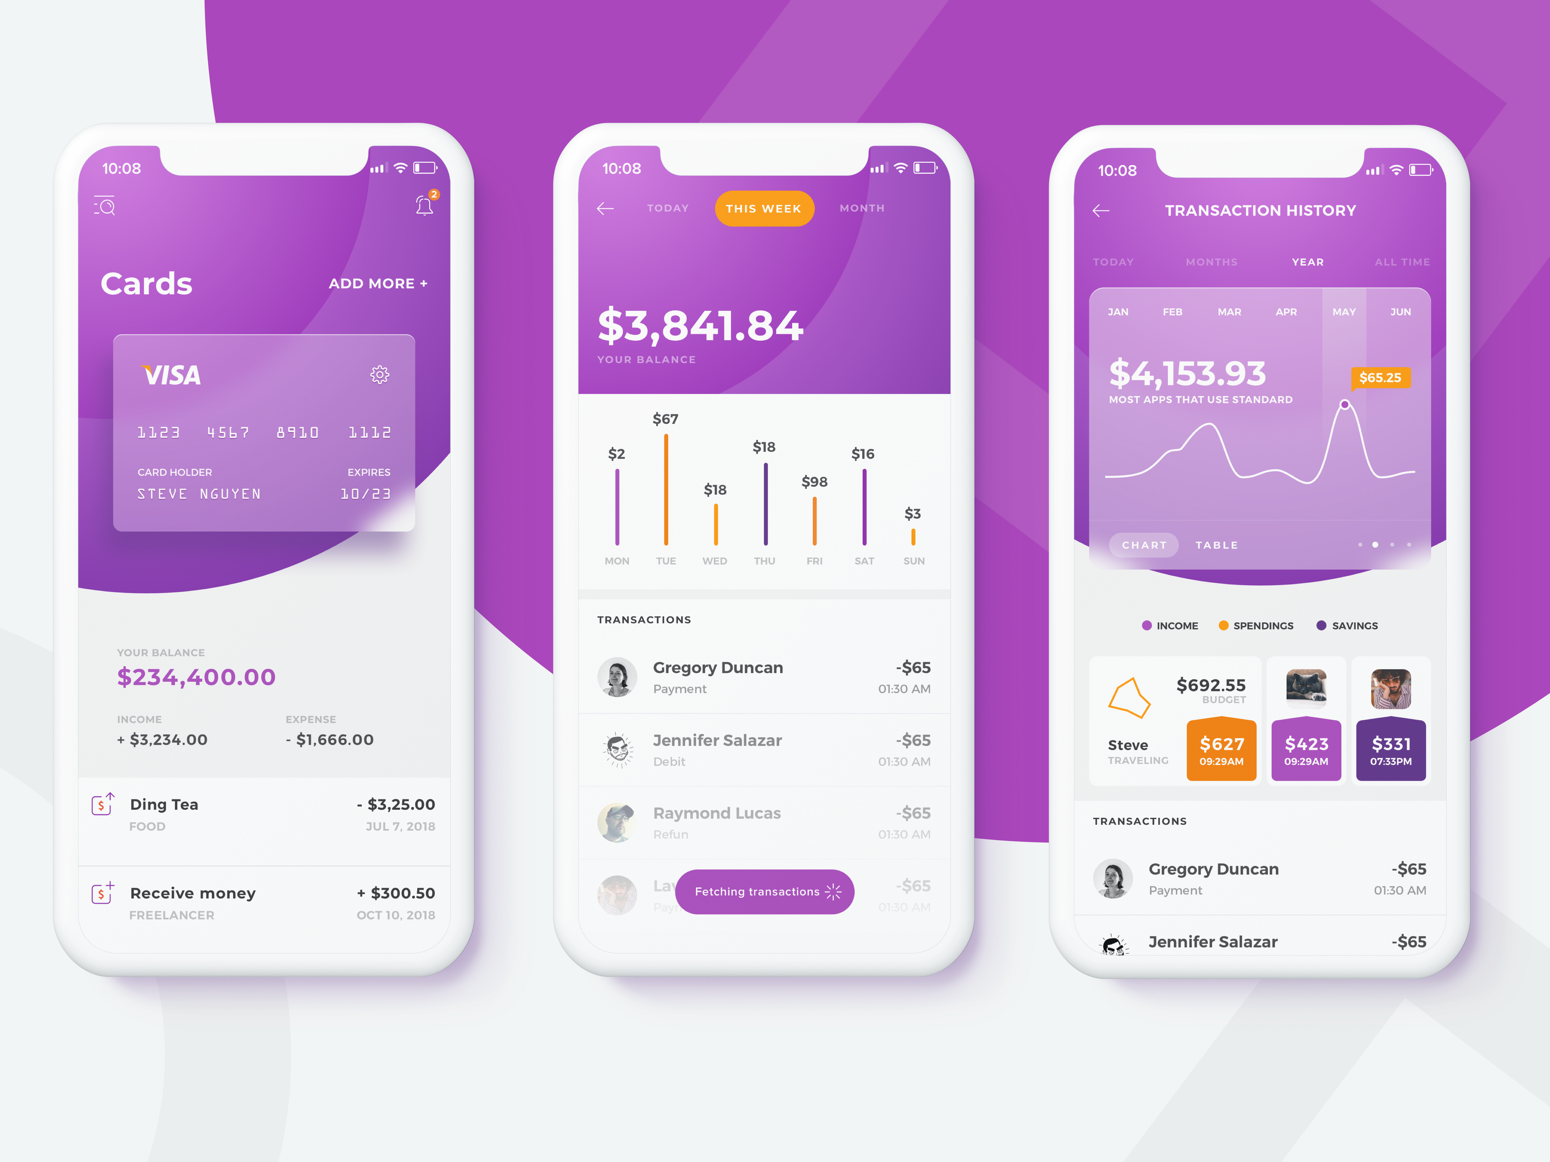 10:08
2
Cards
ADD MORE +
VISA
1123 4567 8910 1112
CARD HOLDER EXPIRES
STEVE NGUYEN 10/23
YOUR BALANCE
$234,400.00
INCOME EXPENSE
+ $3,234.00 - $1,666.00
$ Ding Tea - $3,25.00
FOOD JUL 7, 2018
$ Receive money + $300.50
FREELANCER OCT 10, 2018
10:08
TODAY THIS WEEK MONTH
$3,841.84
YOUR BALANCE
$2 $67 $18 $18 $98 $16 $3
MON TUE WED THU FRI SAT SUN
TRANSACTIONS
Gregory Duncan -$65
Payment 01:30 AM
Jennifer Salazar -$65
Debit 01:30 AM
Raymond Lucas -$65
Refun 01:30 AM
-$65
Fetching transactions
01:30 AM
10:08
TRANSACTION HISTORY
TODAY MONTHS YEAR ALL TIME
JAN FEB MAR APR MAY JUN
$4,153.93
$65.25
MOST APPS THAT USE STANDARD
CHART TABLE
INCOME SPENDINGS SAVINGS
$692.55
BUDGET
Steve
TRAVELING
$627 $423 $331
09:29AM 09:29AM 07:33PM
TRANSACTIONS
Gregory Duncan -$65
Payment 01:30 AM
Jennifer Salazar -$65